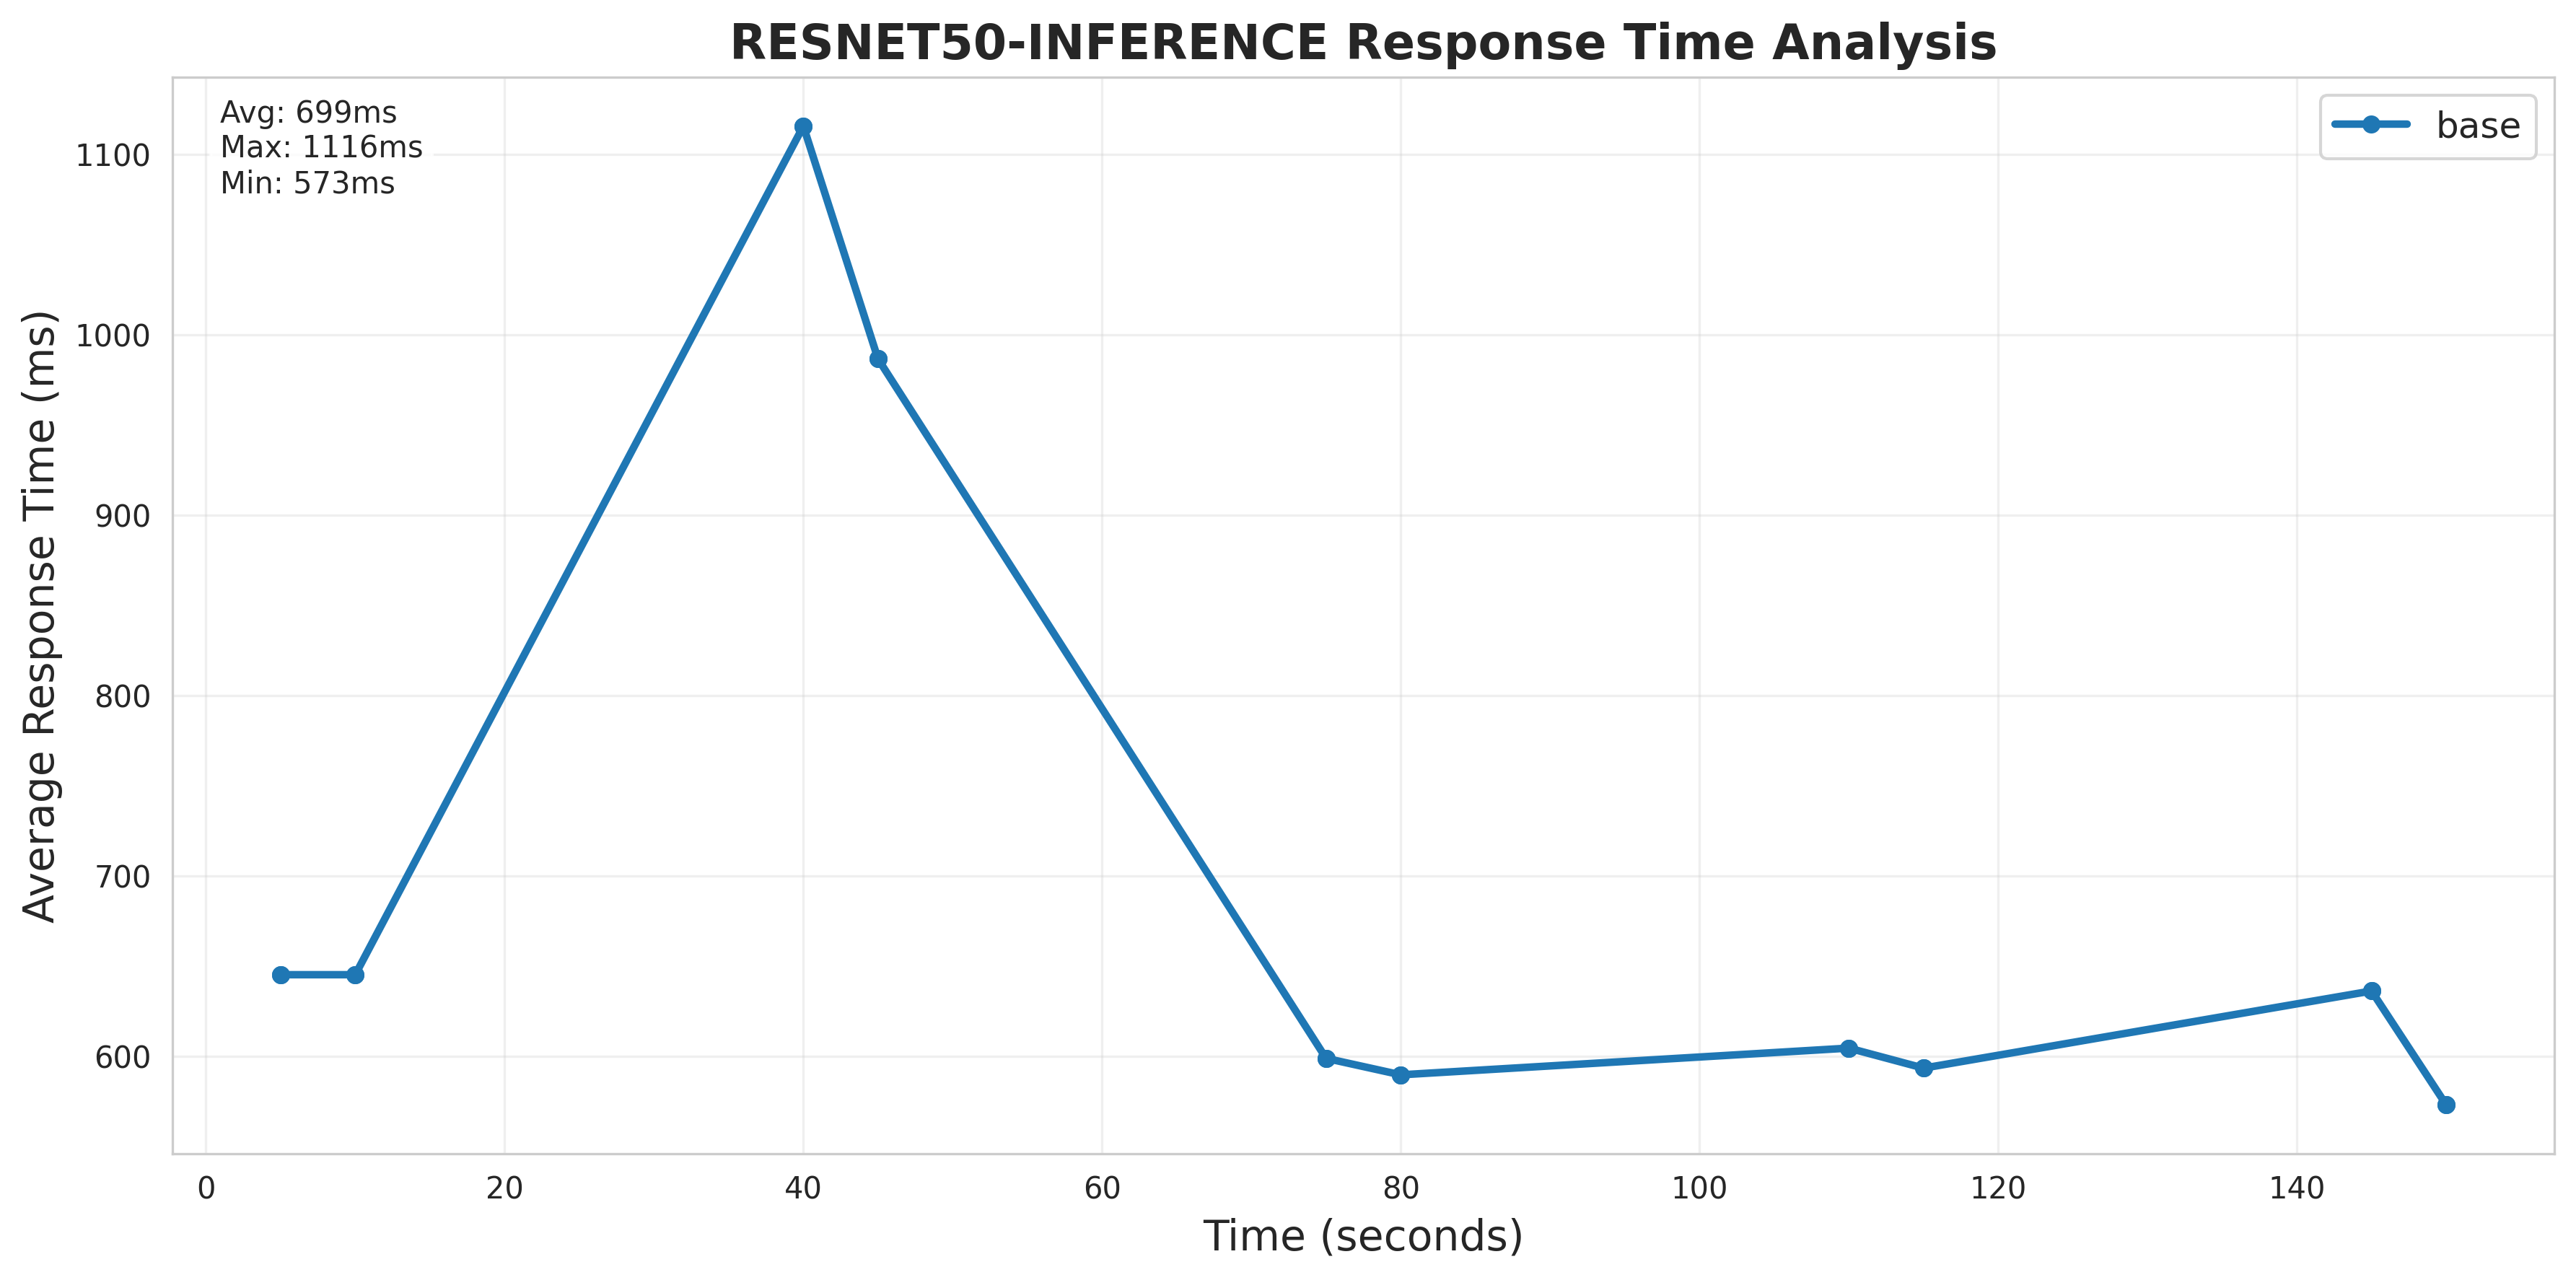 RESNET50-INFERENCE Response Time Analysis
Avg: 699ms
Max: 1116ms
Min: 573ms
base
Average Response Time (ms)
1100
1000
900
800
700
600
0 20 40 60 80 100 120 140
Time (seconds)